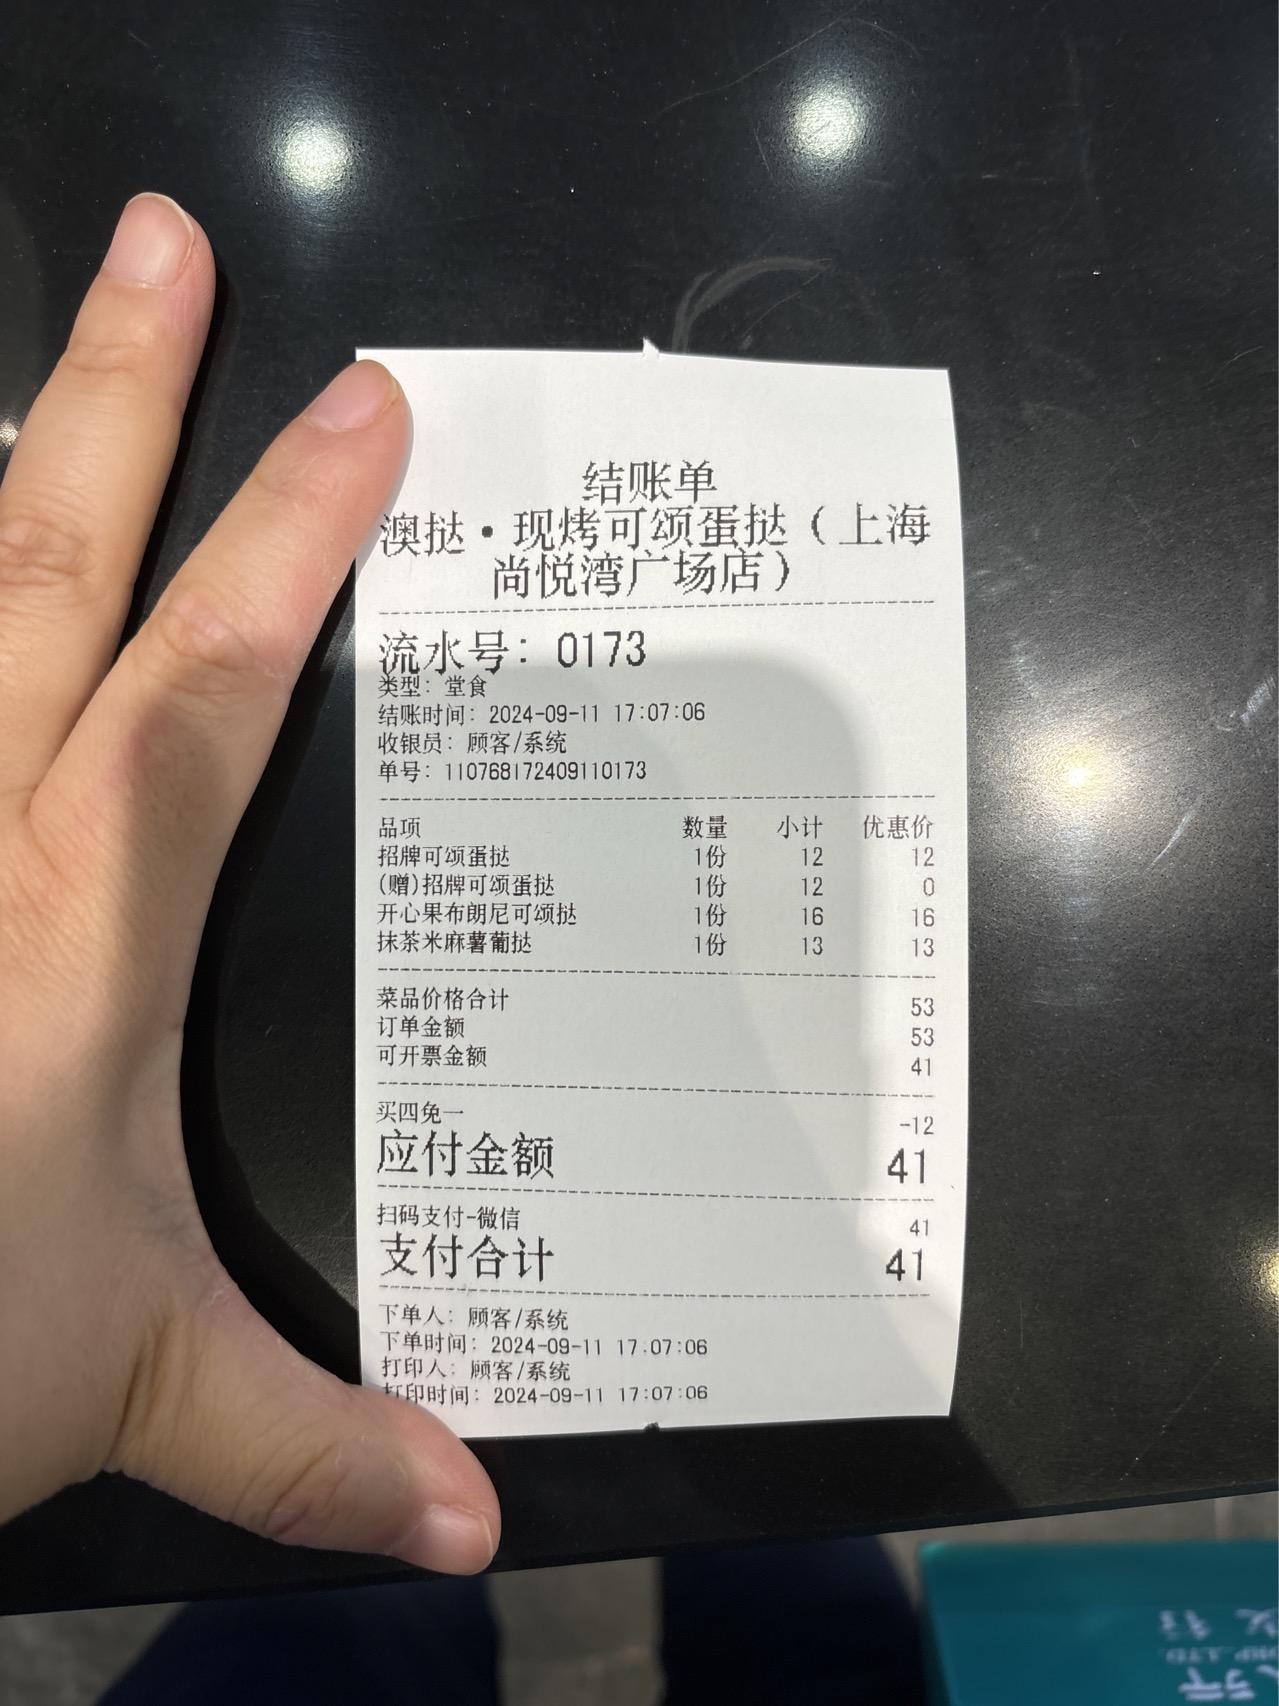 结账单
澳挞·现烤可颂蛋挞（上海
尚悦湾广场店）
流水号：0173
类型：堂食
结账时间：2024-09-11 17:07:06
收银员：顾客/系统
单号：110768172409110173
品项 数量 小计 优惠价
招牌可颂蛋挞 1份 12 12
(赠)招牌可颂蛋挞 1份 12 0
开心果布朗尼可颂挞 1份 16 16
抹茶米麻薯葡挞 1份 13 13
菜品价格合计 53
订单金额 53
可开票金额 41
买四免一 -12
应付金额 41
扫码支付-微信 41
支付合计 41
下单人：顾客/系统
下单时间：2024-09-11 17:07:06
打印人：顾客/系统
打印时间：2024-09-11 17:07:06